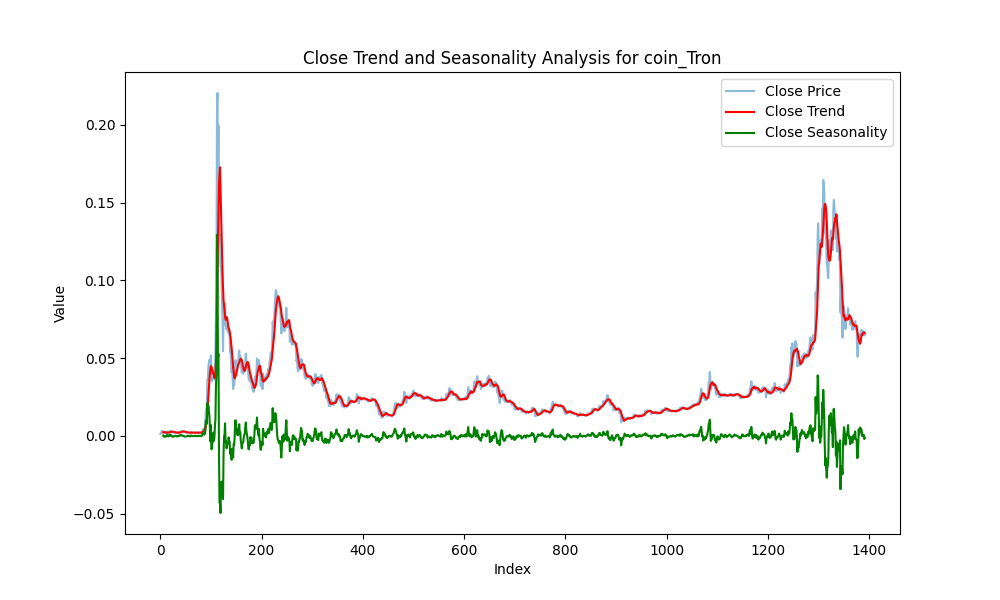 Close Trend and Seasonality Analysis for coin_Tron
Close Price
Close Trend
Close Seasonality
0.20
0.15
0.10
0.05
0.00
−0.05
Value
0 200 400 600 800 1000 1200 1400
Index